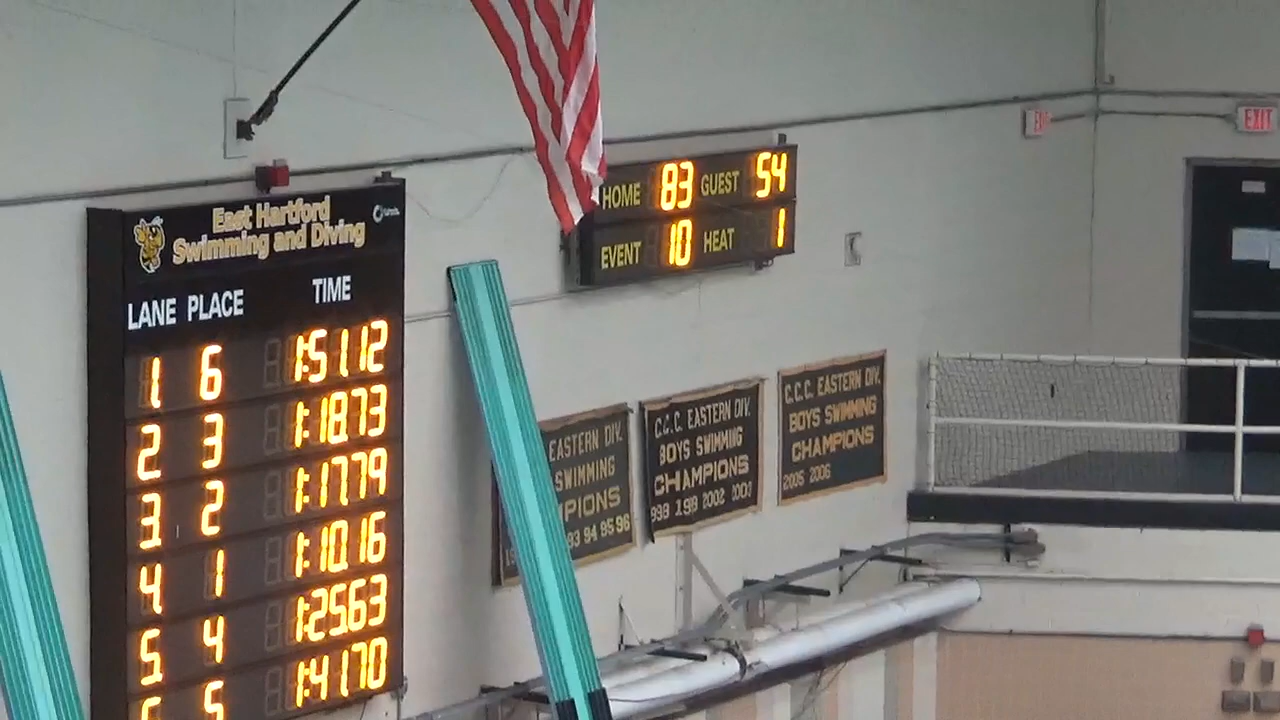 East Hartford
Swimming and Diving
LANE PLACE TIME
1 6 1:51.12
2 3 1:18.73
3 2 1:17.79
4 1 1:10.16
5 4 1:25.63
5 1:41.70
HOME 83 GUEST 54
EVENT 10 HEAT 1
EASTERN DIV.
SWIMMING
PIONS
93 94 95 96
C.C.C. EASTERN DIV.
BOYS SWIMMING
CHAMPIONS
2002 2003
C.C.C. EASTERN DIV.
BOYS SWIMMING
CHAMPIONS
2005 2006
EXIT
EXIT